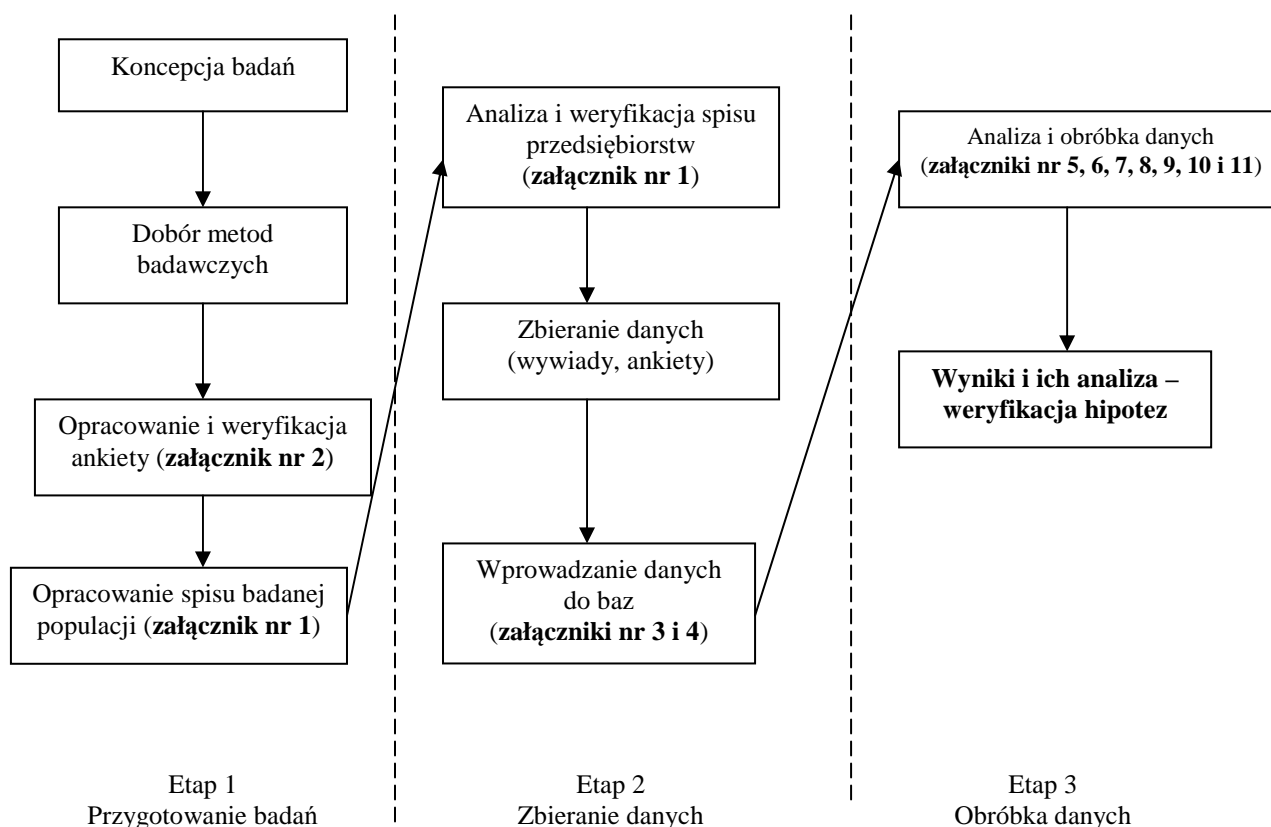 Koncepcja badań
Dobór metod
badawczych
Opracowanie i weryfikacja
ankiety (załącznik nr 2)
Opracowanie spisu badanej
populacji (załącznik nr 1)
Etap 1
Przygotowanie badań
Analiza i weryfikacja spisu
przedsiębiorstw
(załącznik nr 1)
Zbieranie danych
(wywiady, ankiety)
Wprowadzanie danych
do baz
(załączniki nr 3 i 4)
Etap 2
Zbieranie danych
Analiza i obróbka danych
(załączniki nr 5, 6, 7, 8, 9, 10 i 11)
Wyniki i ich analiza –
weryfikacja hipotez
Etap 3
Obróbka danych